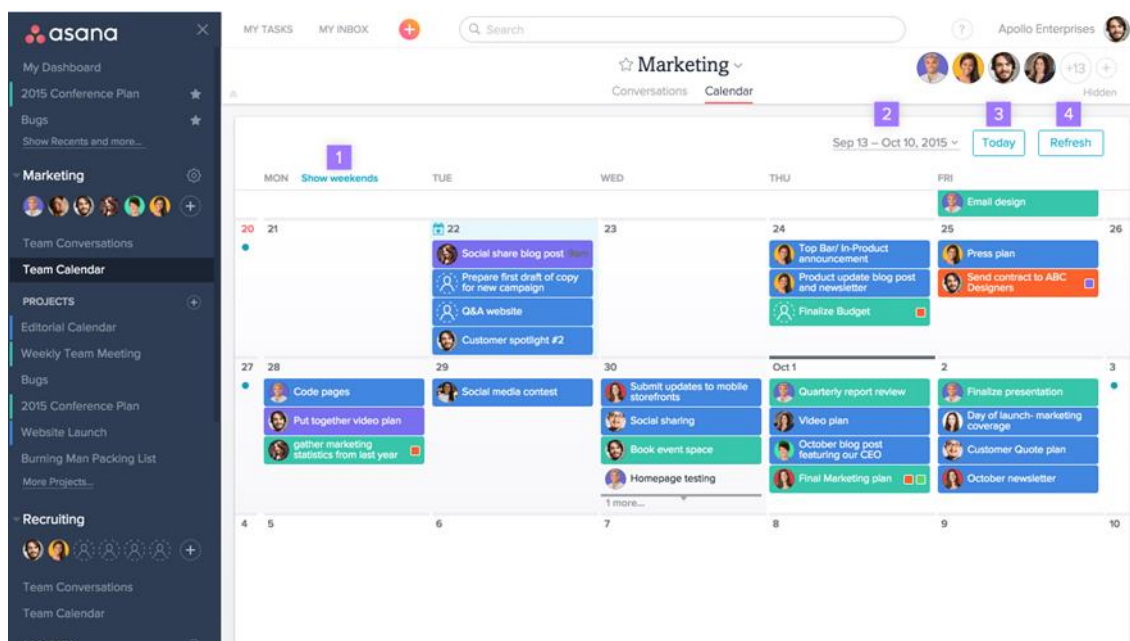 asana
MY TASKS
MY INBOX
Search
?
Apollo Enterprises
My Dashboard
2015 Conference Plan
Bugs
Show Recents and more...
Marketing
Team Conversations
Team Calendar
PROJECTS
Editorial Calendar
Weekly Team Meeting
Bugs
2015 Conference Plan
Website Launch
Burning Man Packing List
More Projects...
Recruiting
Team Conversations
Team Calendar
Marketing
Conversations
Calendar
+13
Hidden
1
2
3
4
Sep 13 – Oct 10, 2015
Today
Refresh
MON
Show weekends
TUE
WED
THU
FRI
Email design
20
21
22
23
24
25
26
Social share blog post
Prepare first draft of copy
for new campaign
Q&A website
Customer spotlight #2
Top Bar/ In-Product
announcement
Product update blog post
and newsletter
Finalize Budget
Press plan
Send contract to ABC
Designers
27
28
29
30
Oct 1
2
3
Code pages
Put together video plan
gather marketing
statistics from last year
Social media contest
Submit updates to mobile
storefronts
Social sharing
Book event space
Homepage testing
1 more...
Quarterly report review
Video plan
October blog post
featuring our CEO
Final Marketing plan
Finalize presentation
Day of launch- marketing
coverage
Customer Quote plan
October newsletter
4
5
6
7
8
9
10